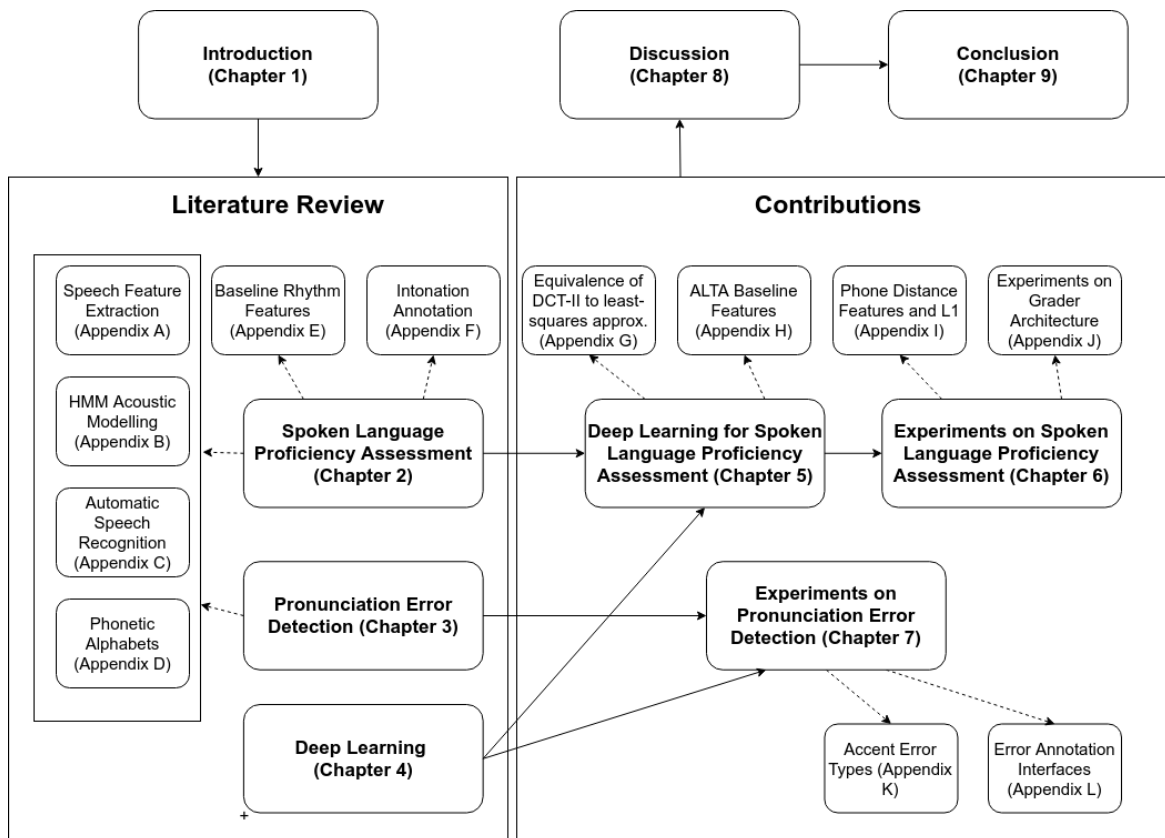 Introduction
(Chapter 1)
Discussion
(Chapter 8)
Conclusion
(Chapter 9)
Literature Review
Speech Feature
Extraction
(Appendix A)
HMM Acoustic
Modelling
(Appendix B)
Automatic
Speech
Recognition
(Appendix C)
Phonetic
Alphabets
(Appendix D)
Baseline Rhythm
Features
(Appendix E)
Intonation
Annotation
(Appendix F)
Spoken Language
Proficiency Assessment
(Chapter 2)
Pronunciation Error
Detection (Chapter 3)
Deep Learning
(Chapter 4)
+
Contributions
Equivalence of
DCT-II to least-
squares approx.
(Appendix G)
ALTA Baseline
Features
(Appendix H)
Phone Distance
Features and L1
(Appendix I)
Experiments on
Grader
Architecture
(Appendix J)
Deep Learning for Spoken
Language Proficiency
Assessment (Chapter 5)
Experiments on Spoken
Language Proficiency
Assessment (Chapter 6)
Experiments on
Pronunciation Error
Detection (Chapter 7)
Accent Error
Types (Appendix
K)
Error Annotation
Interfaces
(Appendix L)